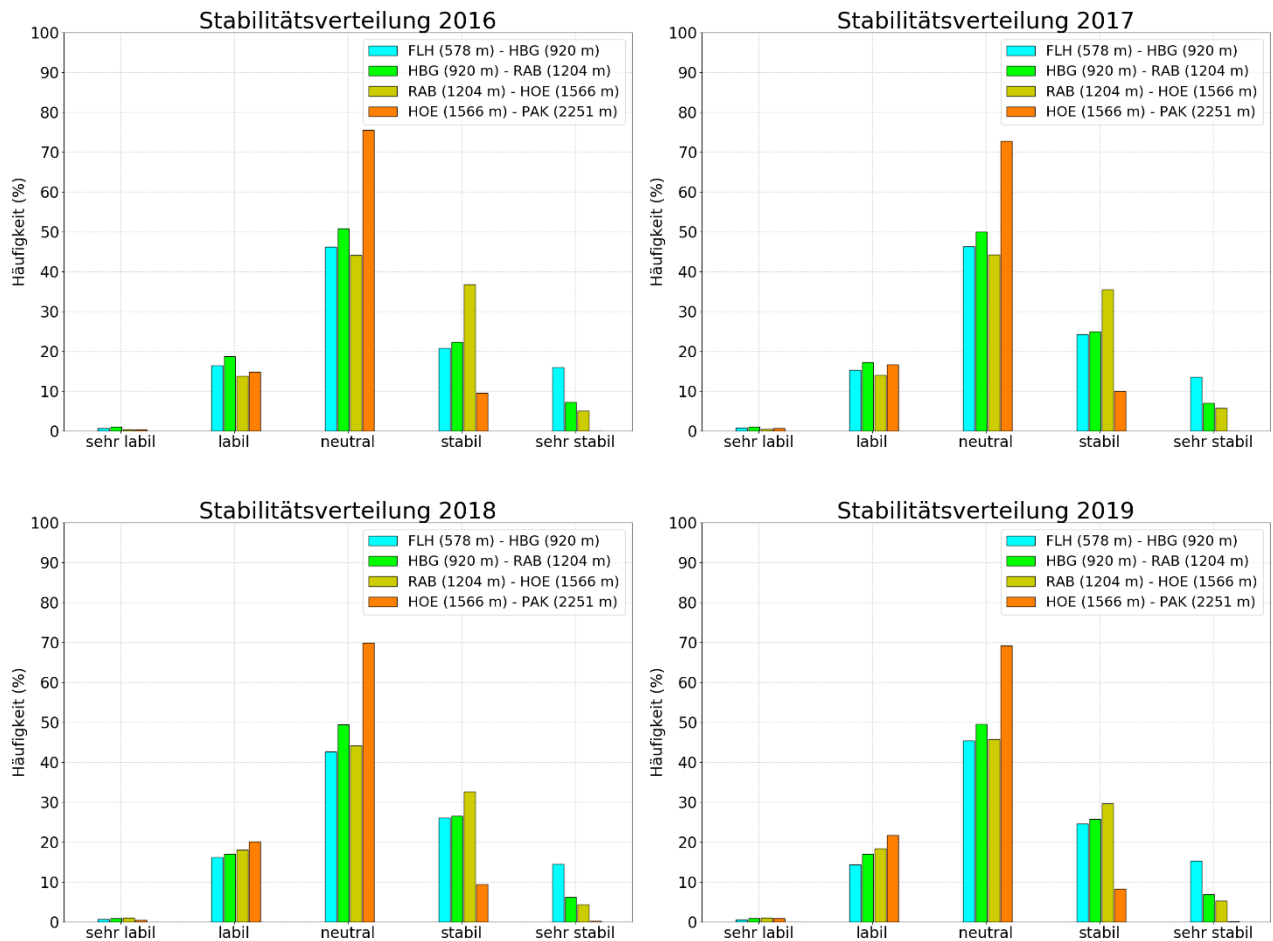 Stabilitätsverteilung 2016
100
90
80
70
60
50
40
30
20
10
0
Häufigkeit (%)
FLH (578 m) - HBG (920 m)
HBG (920 m) - RAB (1204 m)
RAB (1204 m) - HOE (1566 m)
HOE (1566 m) - PAK (2251 m)
sehr labil
labil
neutral
stabil
sehr stabil
Stabilitätsverteilung 2017
100
90
80
70
60
50
40
30
20
10
0
Häufigkeit (%)
FLH (578 m) - HBG (920 m)
HBG (920 m) - RAB (1204 m)
RAB (1204 m) - HOE (1566 m)
HOE (1566 m) - PAK (2251 m)
sehr labil
labil
neutral
stabil
sehr stabil
Stabilitätsverteilung 2018
100
90
80
70
60
50
40
30
20
10
0
Häufigkeit (%)
FLH (578 m) - HBG (920 m)
HBG (920 m) - RAB (1204 m)
RAB (1204 m) - HOE (1566 m)
HOE (1566 m) - PAK (2251 m)
sehr labil
labil
neutral
stabil
sehr stabil
Stabilitätsverteilung 2019
100
90
80
70
60
50
40
30
20
10
0
Häufigkeit (%)
FLH (578 m) - HBG (920 m)
HBG (920 m) - RAB (1204 m)
RAB (1204 m) - HOE (1566 m)
HOE (1566 m) - PAK (2251 m)
sehr labil
labil
neutral
stabil
sehr stabil